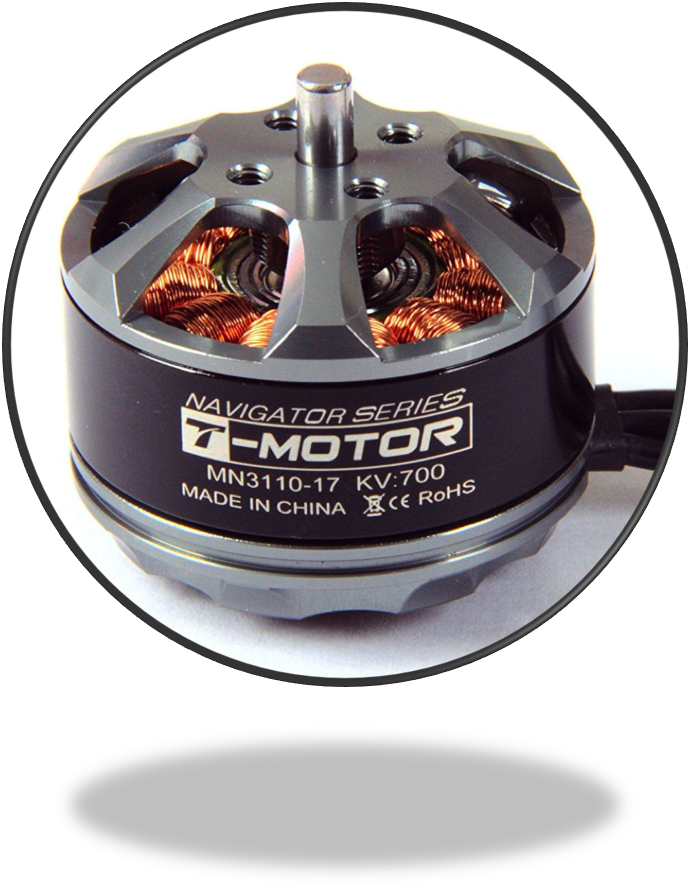 NAVIGATOR SERIES
T-MOTOR
MN3110-17 KV:700
MADE IN CHINA CE RoHS